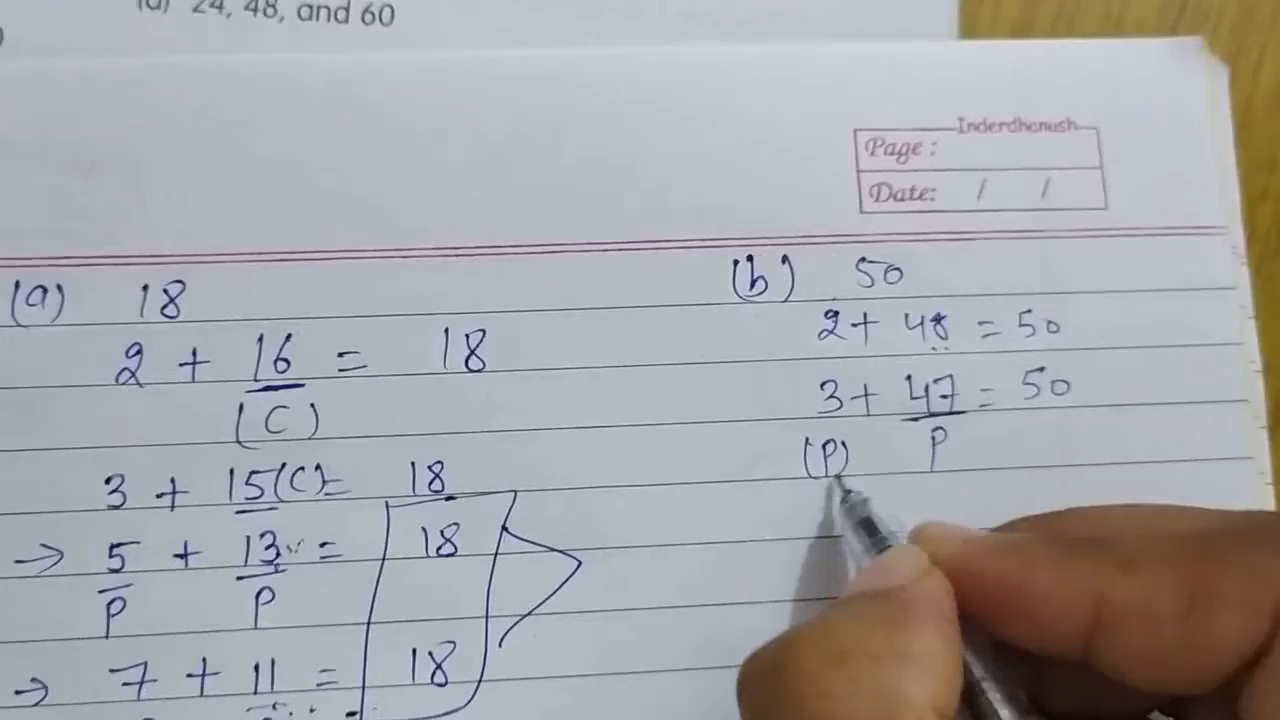 (d) 24, 48, and 60
Inderdhanush
Page :
Date: / /
(a) 18
2 + 16 = 18
(C)
3 + 15 (C) = 18
→ 5 + 13 = 18
P P
→ 7 + 11 = 18
(b) 50
2 + 48 = 50
3 + 47 = 50
(P) P